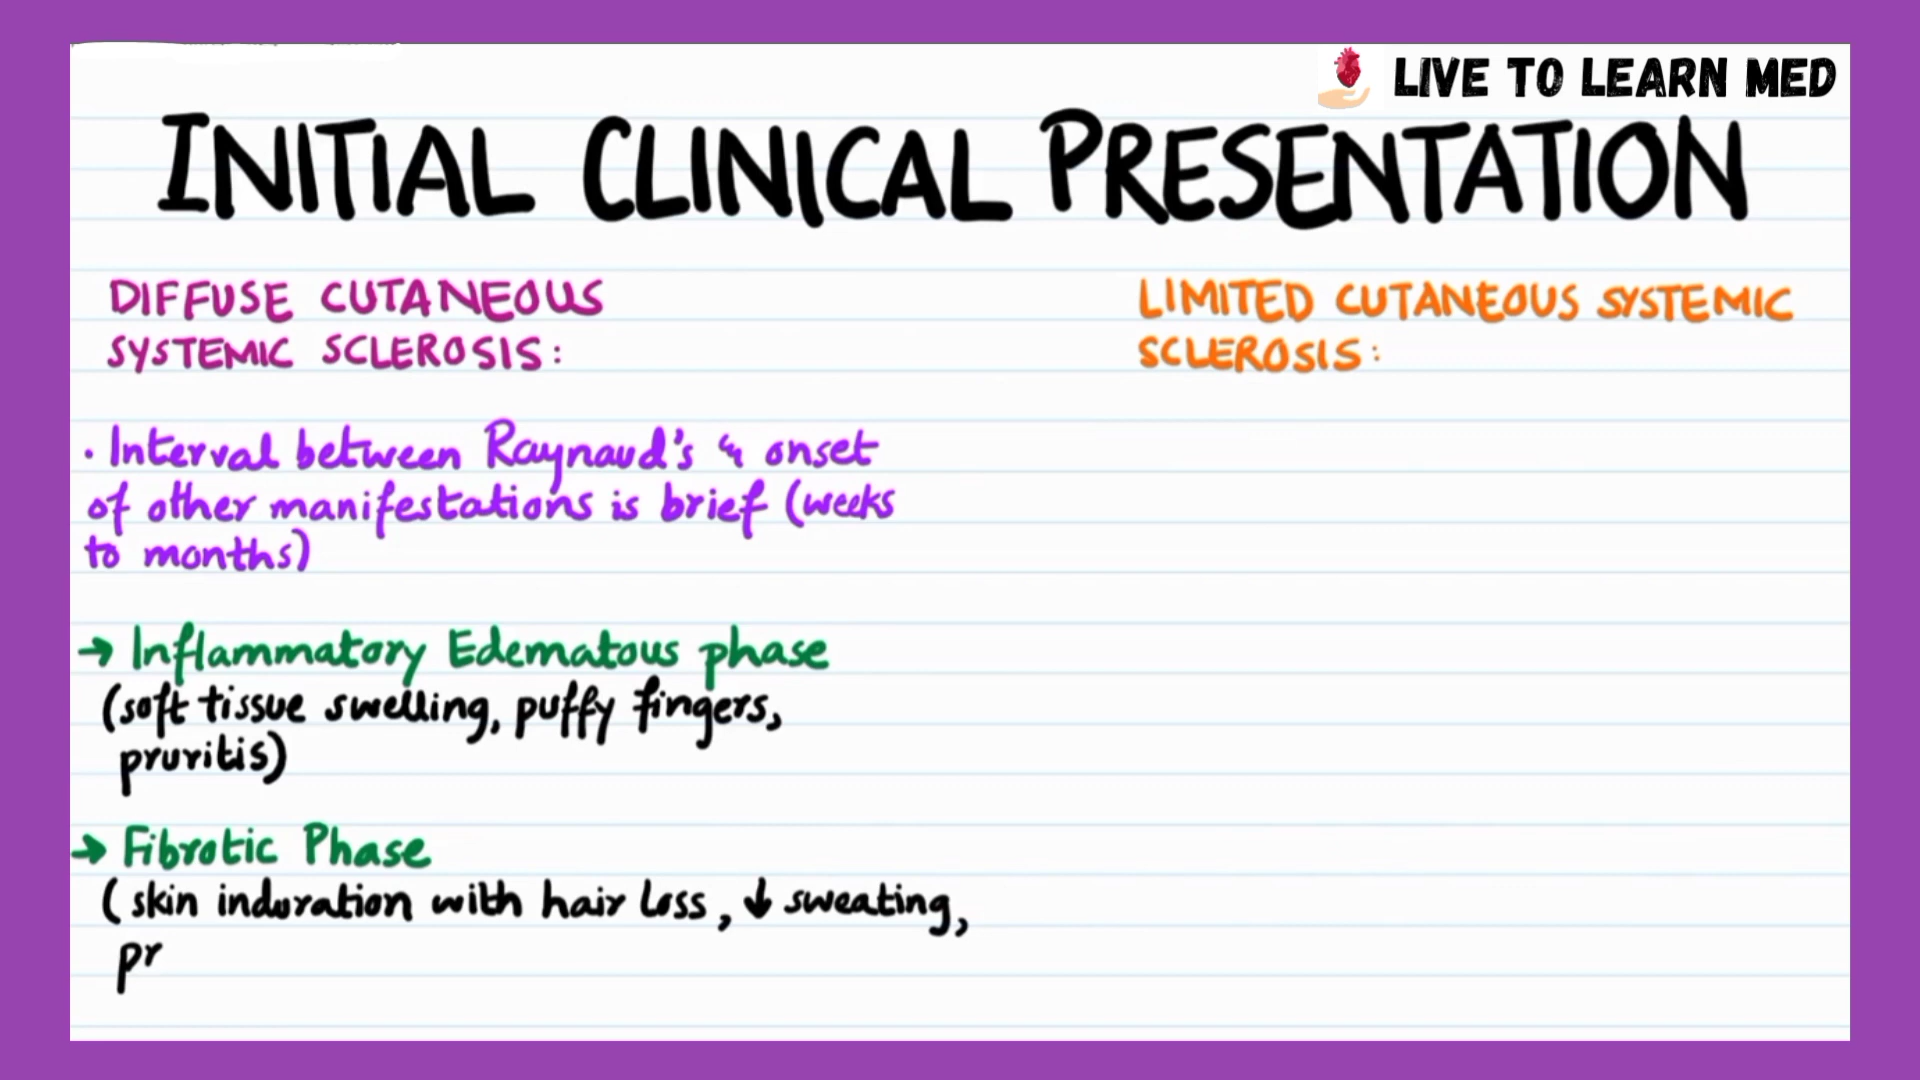 LIVE TO LEARN MED
INITIAL CLINICAL PRESENTATION
DIFFUSE CUTANEOUS
SYSTEMIC SCLEROSIS:
· Interval between Raynaud's & onset
of other manifestations is brief (weeks
to months)
→ Inflammatory Edematous phase
(soft tissue swelling, puffy fingers,
pruritis)
→ Fibrotic Phase
( skin induration with hair loss, ↓ sweating,
pr
LIMITED CUTANEOUS SYSTEMIC
SCLEROSIS: